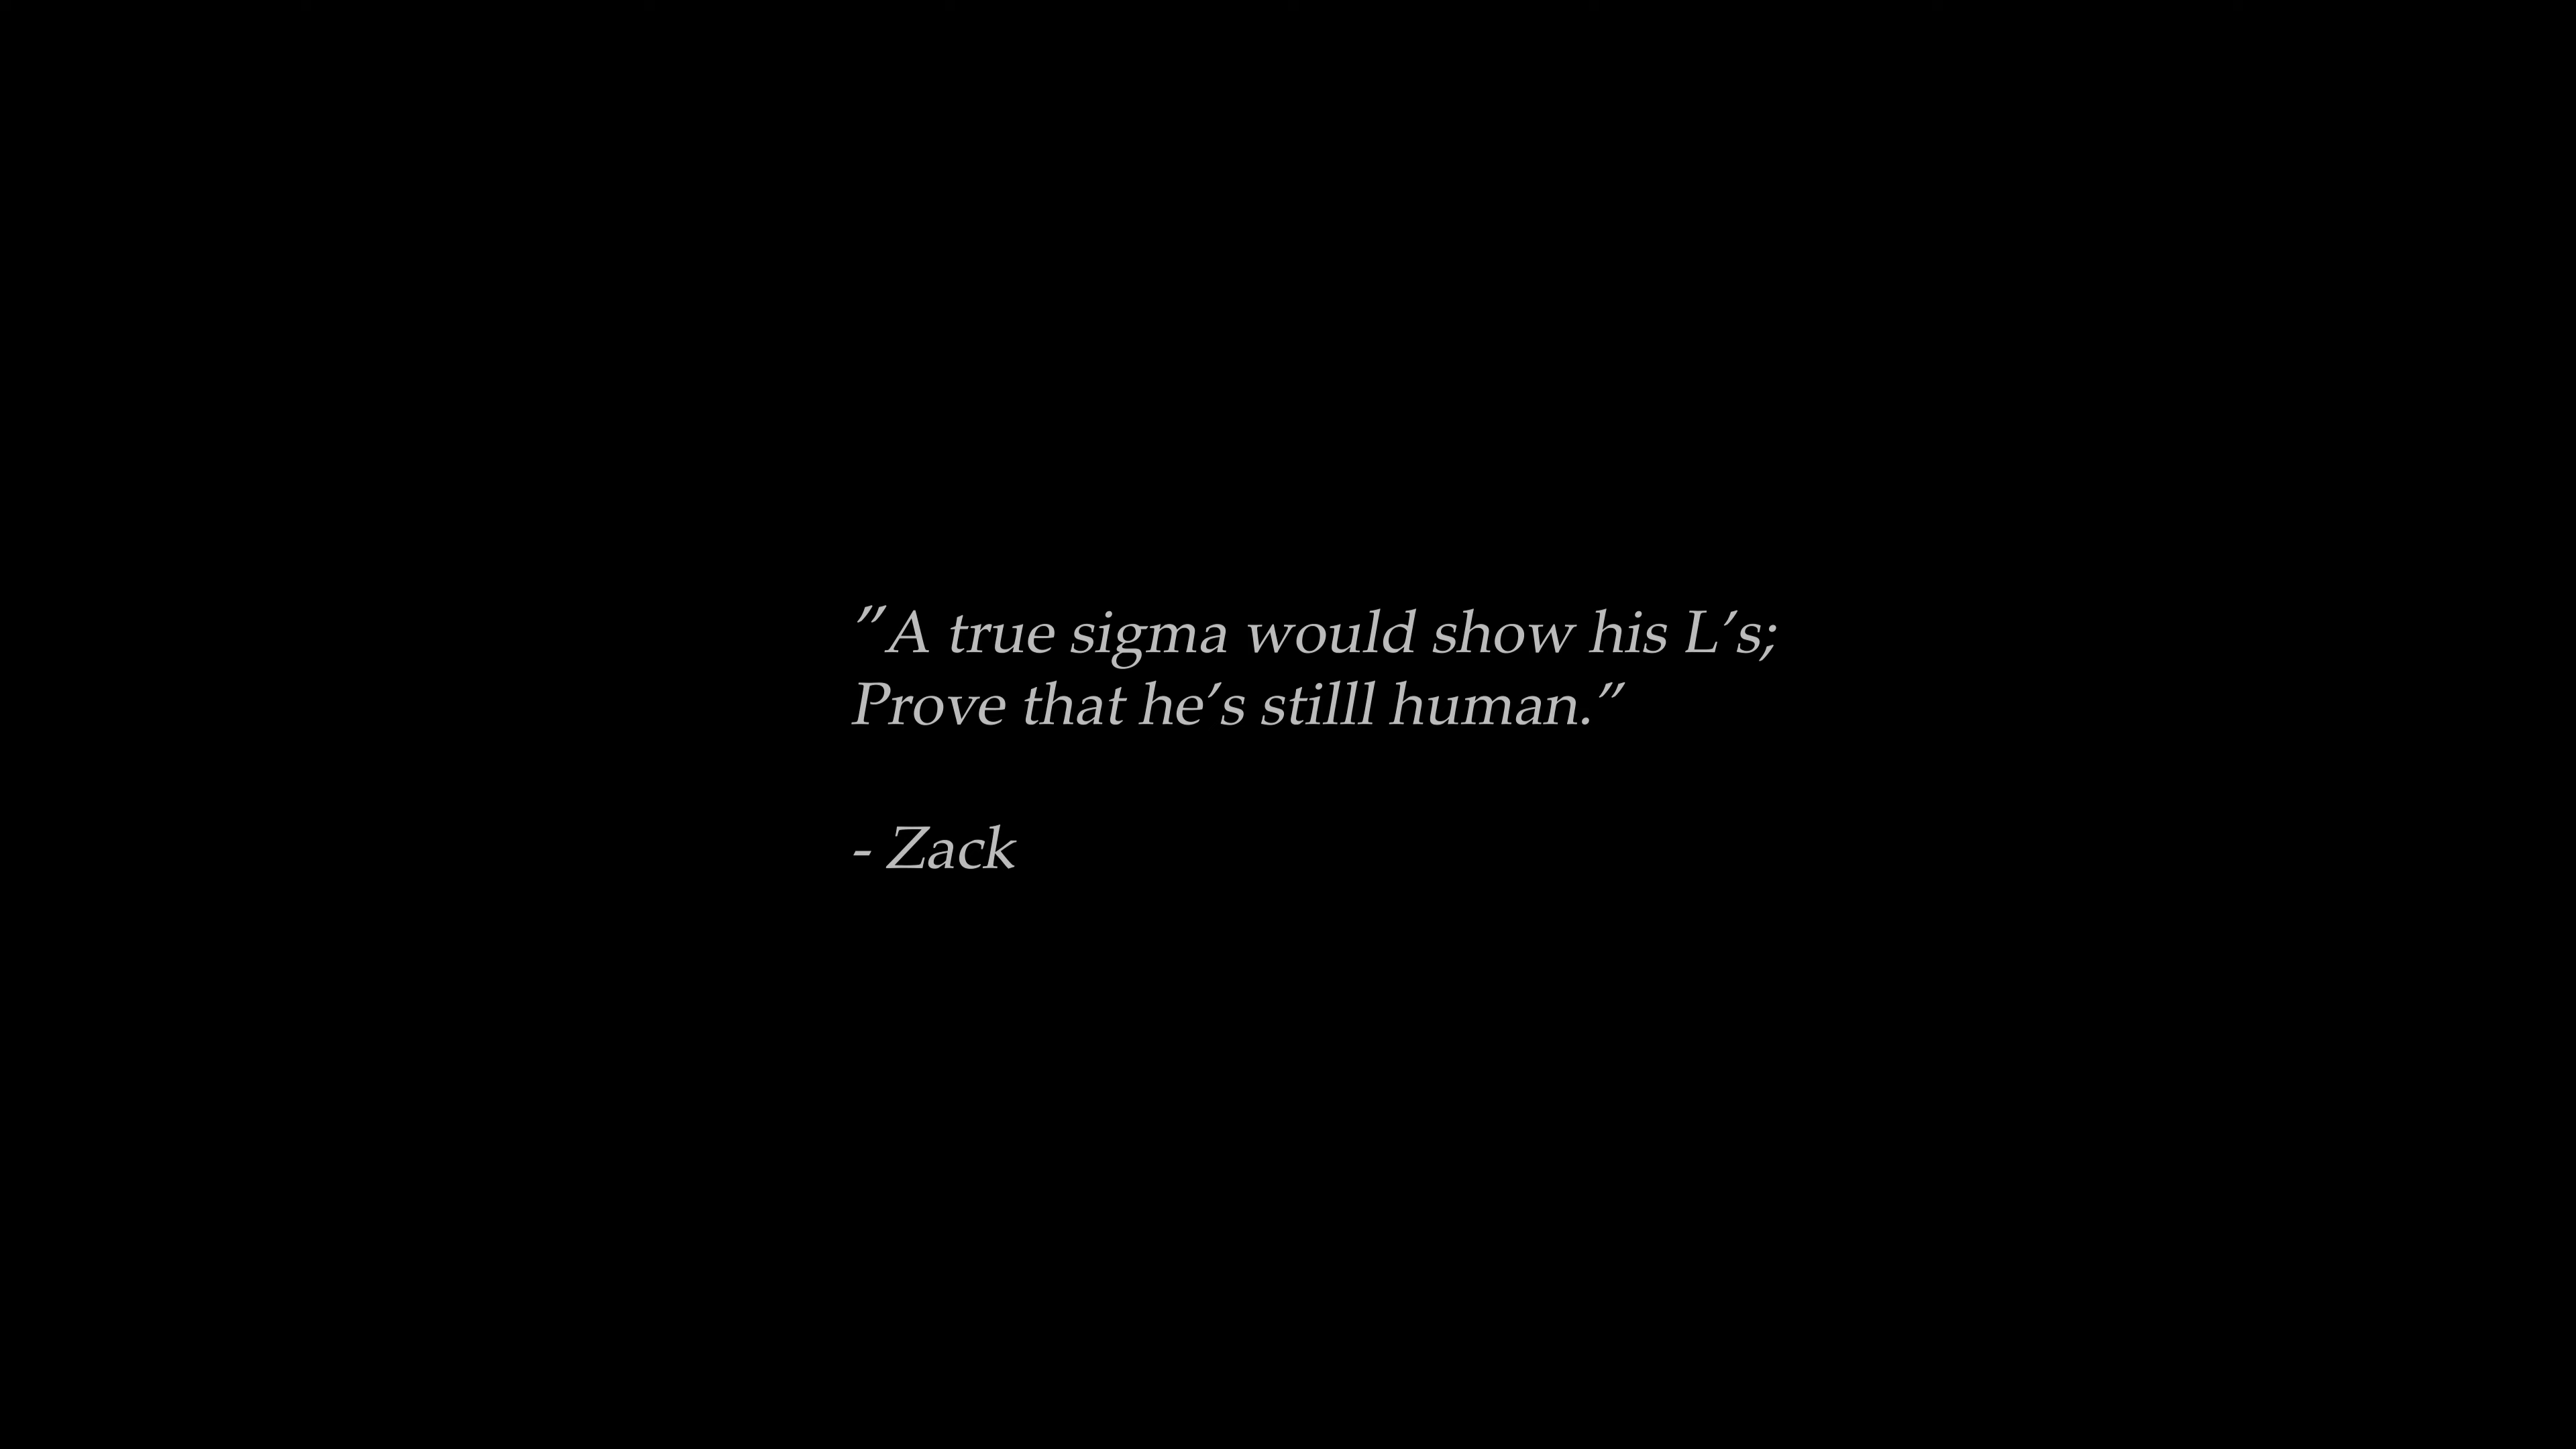 ”A true sigma would show his L’s;
Prove that he’s stilll human.”
- Zack